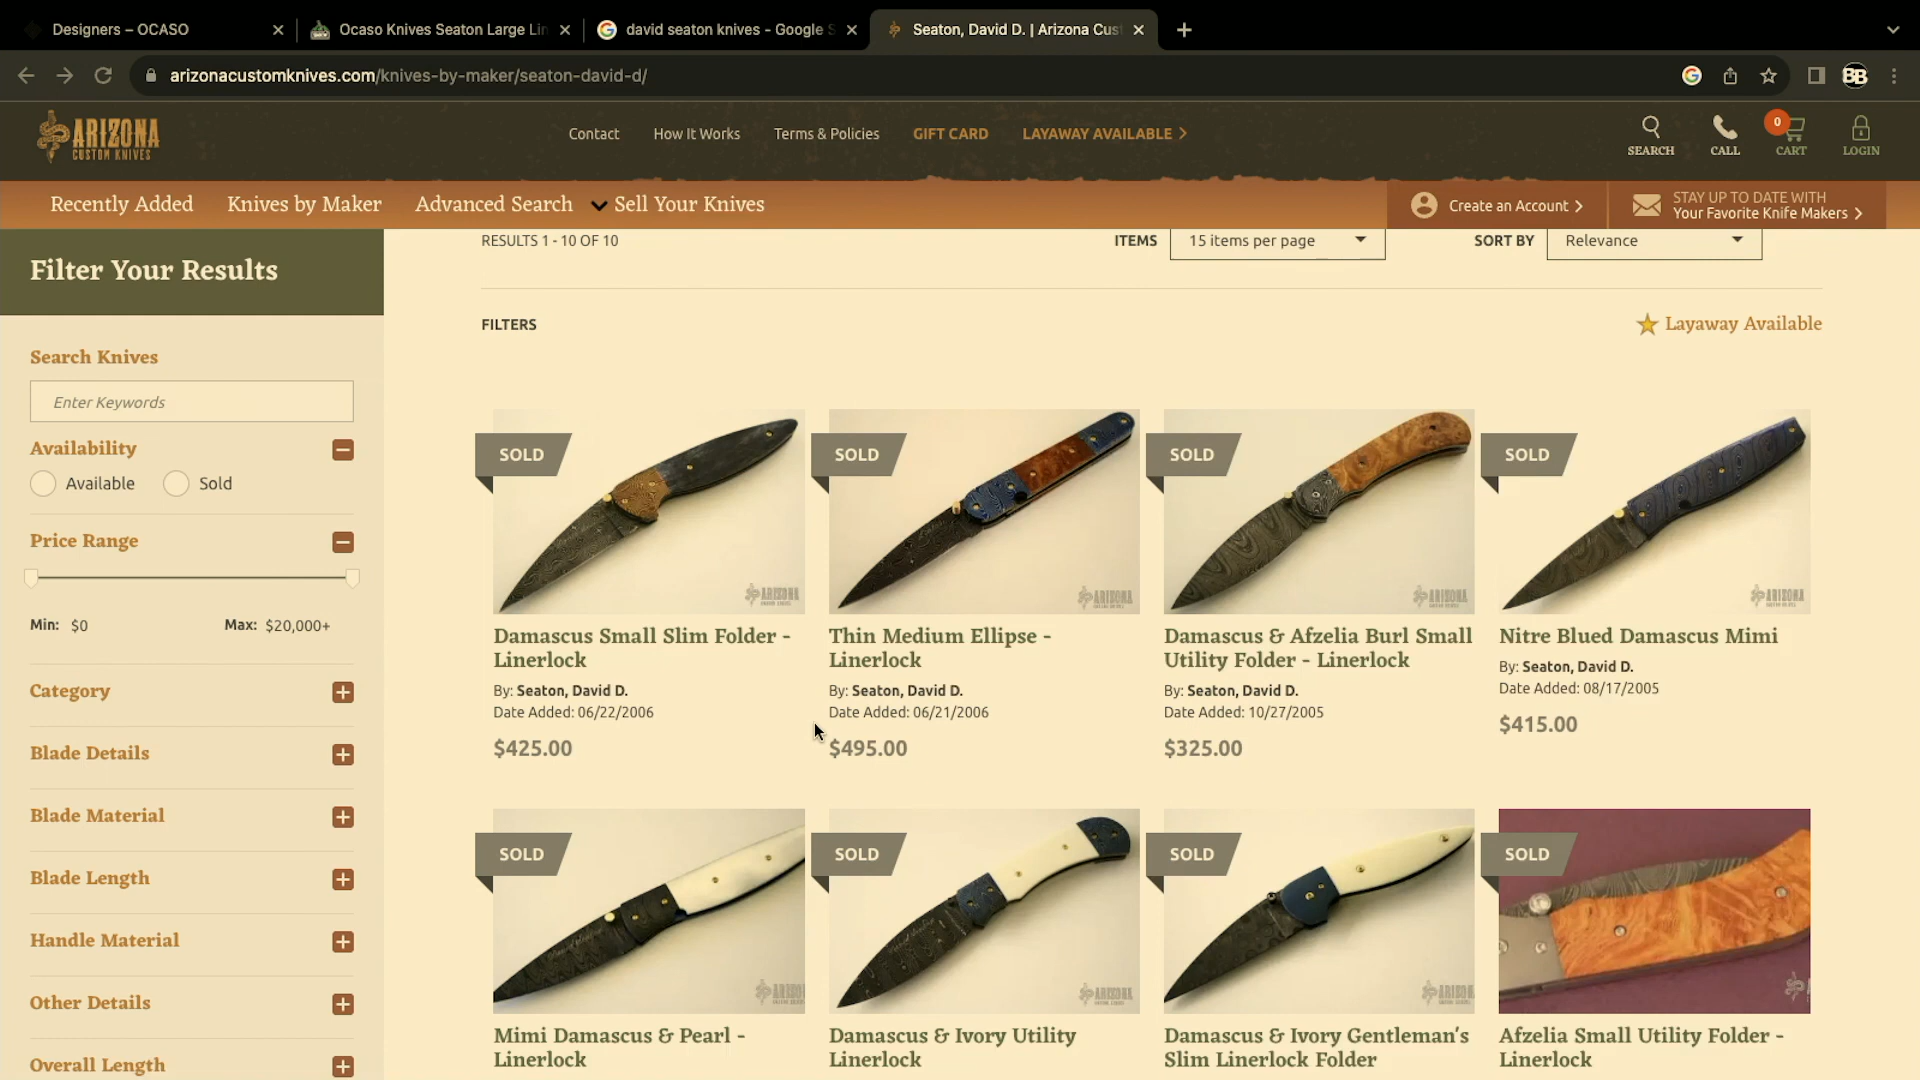 Designers – OCASO
Ocaso Knives Seaton Large Lin
david seaton knives - Google S
Seaton, David D. | Arizona Cus
arizonacustomknives.com/knives-by-maker/seaton-david-d/
BB
ARIZONA
CUSTOM KNIVES
Contact
How It Works
Terms & Policies
GIFT CARD
LAYAWAY AVAILABLE >
SEARCH
CALL
0
CART
LOGIN
Recently Added
Knives by Maker
Advanced Search
Sell Your Knives
Create an Account >
STAY UP TO DATE WITH
Your Favorite Knife Makers >
Filter Your Results
RESULTS 1 - 10 OF 10
ITEMS
15 items per page
SORT BY
Relevance
FILTERS
Layaway Available
Search Knives
Enter Keywords
Availability
Available
Sold
Price Range
Min: $0
Max: $20,000+
Category
Blade Details
Blade Material
Blade Length
Handle Material
Other Details
Overall Length
SOLD
ARIZONA
Damascus Small Slim Folder -
Linerlock
By: Seaton, David D.
Date Added: 06/22/2006
$425.00
SOLD
ARIZONA
Thin Medium Ellipse -
Linerlock
By: Seaton, David D.
Date Added: 06/21/2006
$495.00
SOLD
ARIZONA
Damascus & Afzelia Burl Small
Utility Folder - Linerlock
By: Seaton, David D.
Date Added: 10/27/2005
$325.00
SOLD
ARIZONA
Nitre Blued Damascus Mimi
By: Seaton, David D.
Date Added: 08/17/2005
$415.00
SOLD
Mimi Damascus & Pearl -
Linerlock
SOLD
ARIZONA
Damascus & Ivory Utility
Linerlock
SOLD
Damascus & Ivory Gentleman's
Slim Linerlock Folder
SOLD
Afzelia Small Utility Folder -
Linerlock